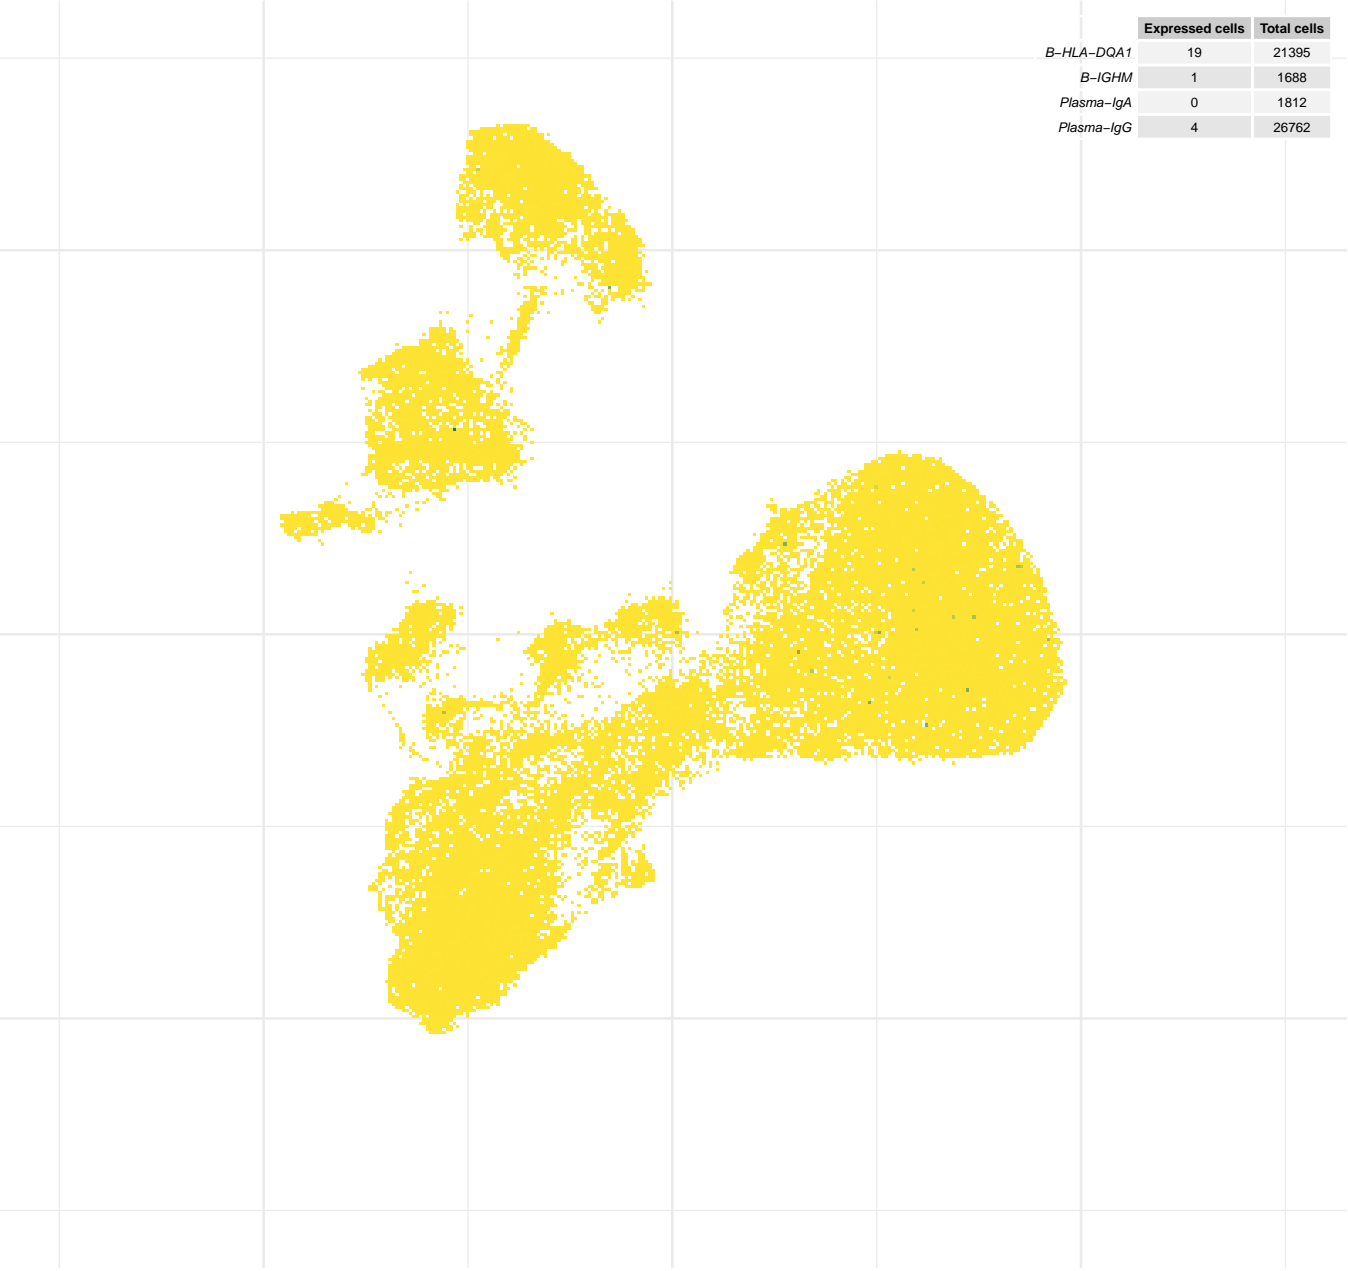 Expressed cells Total cells
B−HLA−DQA1 19 21395
B−IGHM 1 1688
Plasma−IgA 0 1812
Plasma−IgG 4 26762